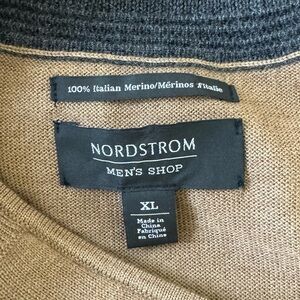 100% Italian Merino/Mérinos d'Italie
NORDSTROM
MEN'S SHOP
XL
Made in
China
Fabriqué
en Chine